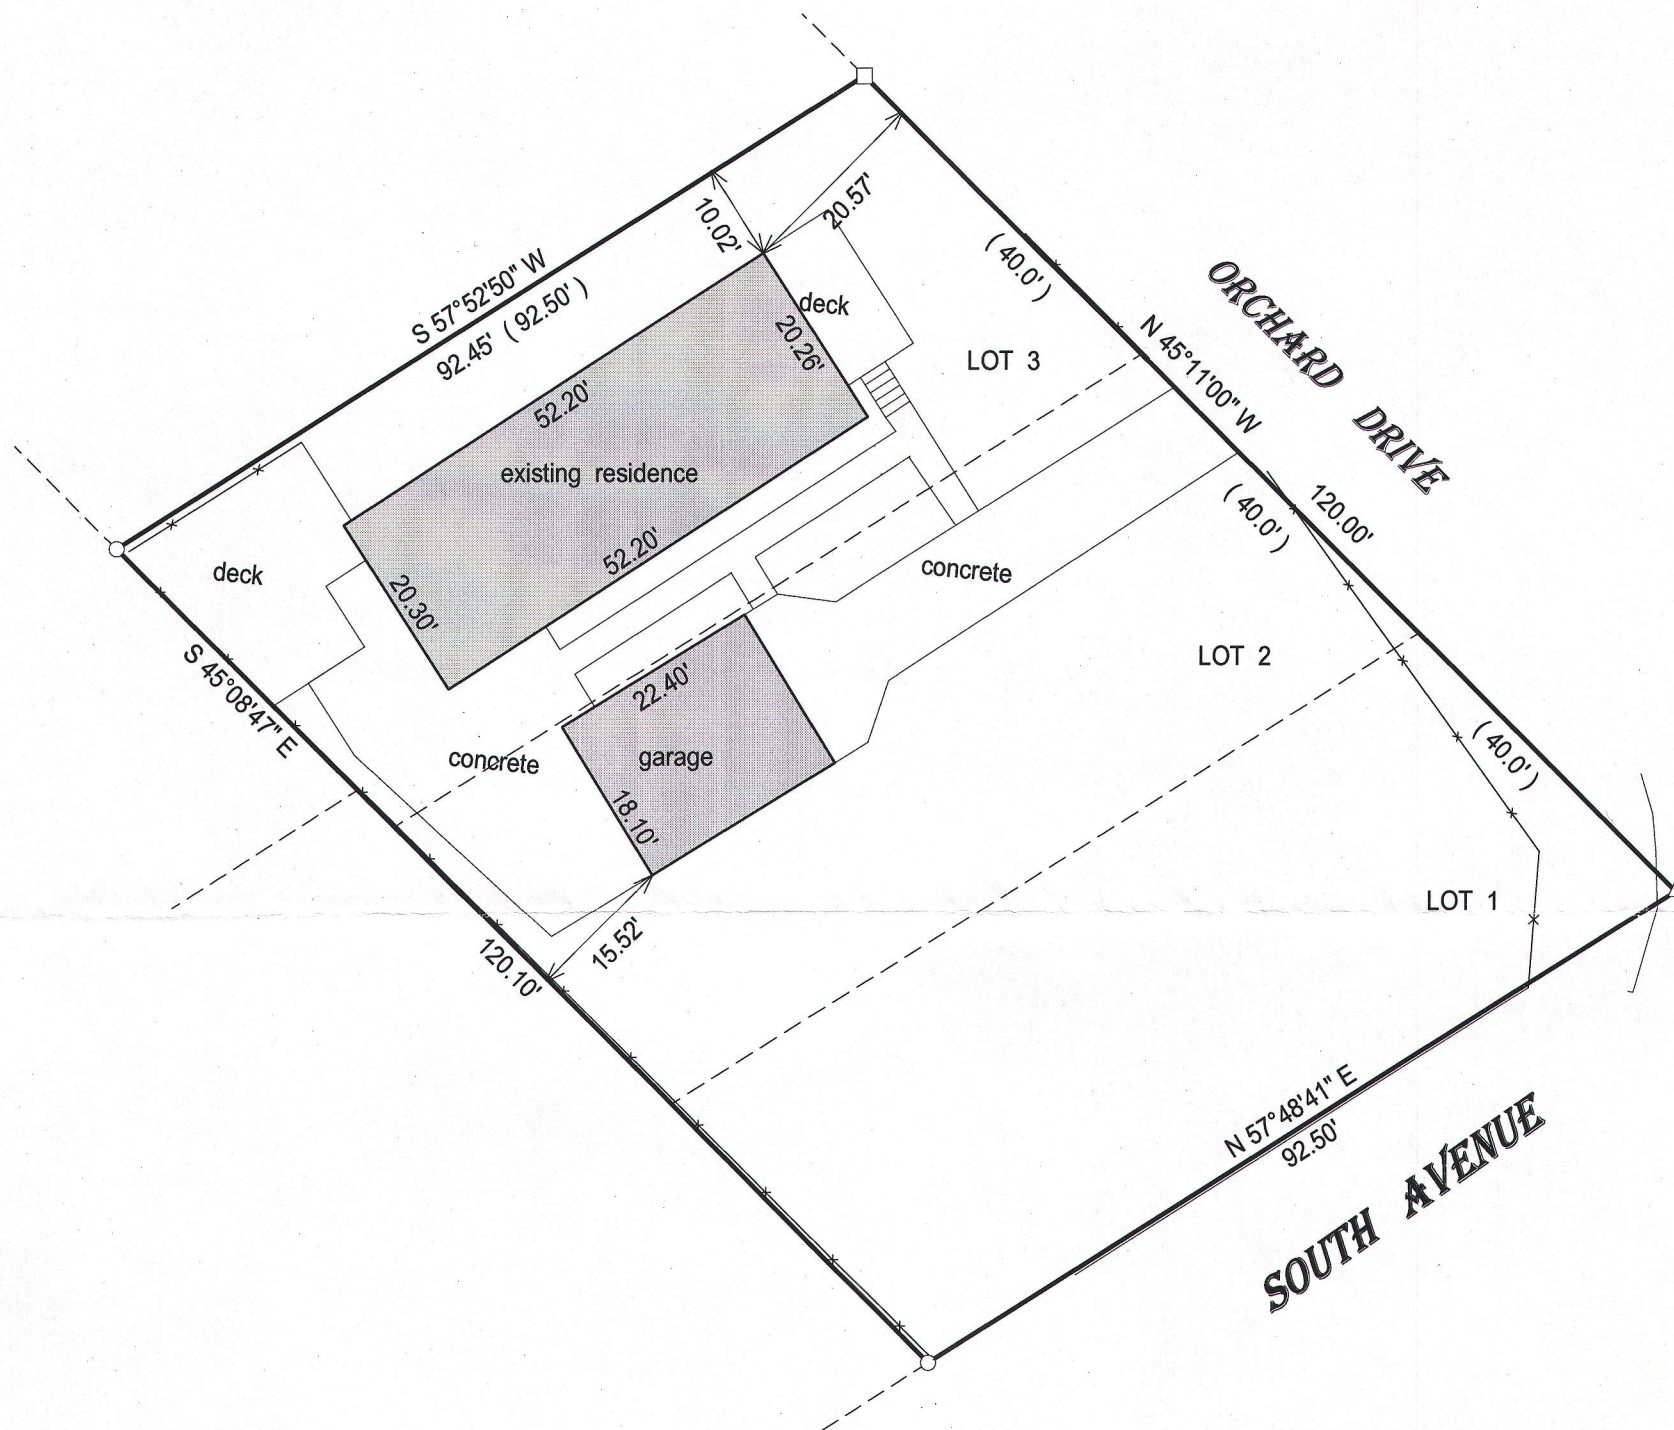 S 57°52'50" W
92.45' ( 92.50' )
10.02'
20.57'
( 40.0' )
ORCHARD DRIVE
deck
20.26'
LOT 3
N 45°11'00" W
52.20'
existing residence
52.20'
( 40.0' )
120.00'
deck
20.30'
concrete
S 45°08'47" E
LOT 2
22.40'
garage
concrete
18.10'
( 40.0' )
LOT 1
120.10'
15.52'
N 57°48'41" E
92.50'
SOUTH AVENUE